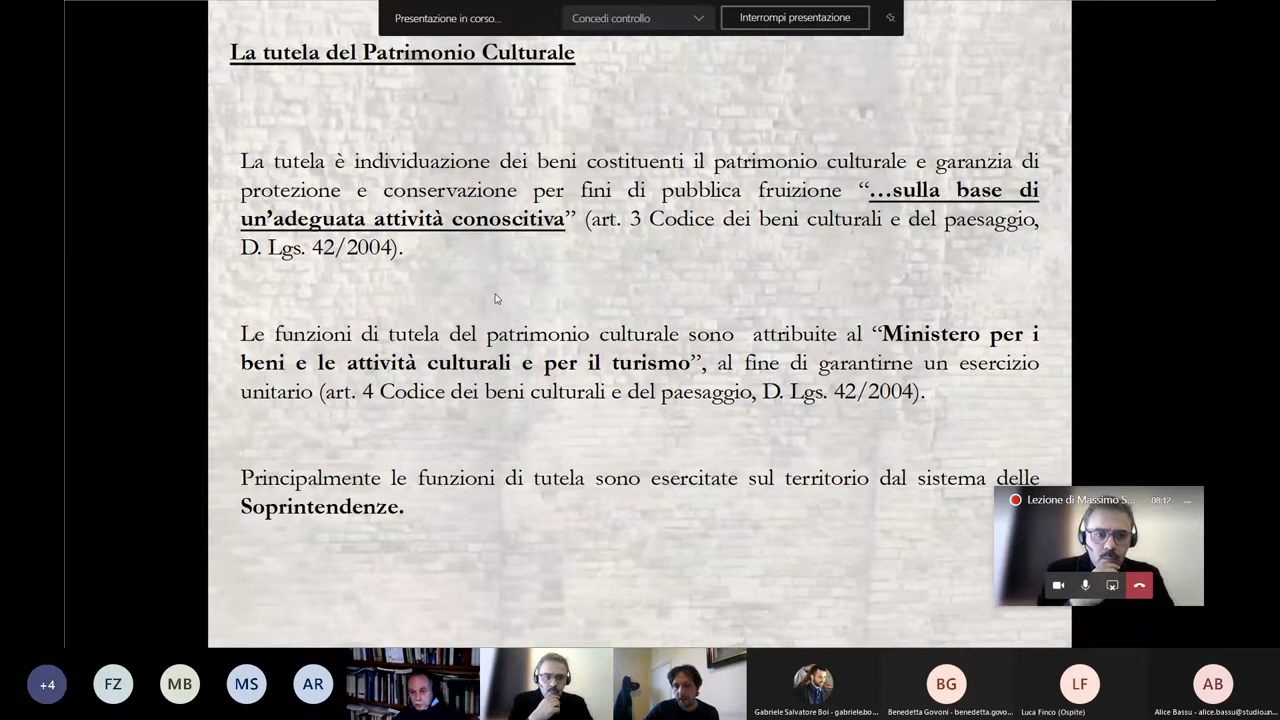 Presentazione in corso...
Concedi controllo
Interrompi presentazione
La tutela del Patrimonio Culturale
La tutela è individuazione dei beni costituenti il patrimonio culturale e garanzia di
protezione e conservazione per fini di pubblica fruizione “…sulla base di
un’adeguata attività conoscitiva” (art. 3 Codice dei beni culturali e del paesaggio,
D. Lgs. 42/2004).
Le funzioni di tutela del patrimonio culturale sono attribuite al “Ministero per i
beni e le attività culturali e per il turismo”, al fine di garantirne un esercizio
unitario (art. 4 Codice dei beni culturali e del paesaggio, D. Lgs. 42/2004).
Principalmente le funzioni di tutela sono esercitate sul territorio dal sistema delle
Soprintendenze.
Lezione di Massimo S...
08:12
+4
FZ
MB
MS
AR
BG
LF
AB
Gabriele Salvatore Boi - gabriele.bo...
Benedetta Govoni - benedetta.govo...
Luca Finco (Ospite)
Alice Bassu - alice.bassu@studio.un...